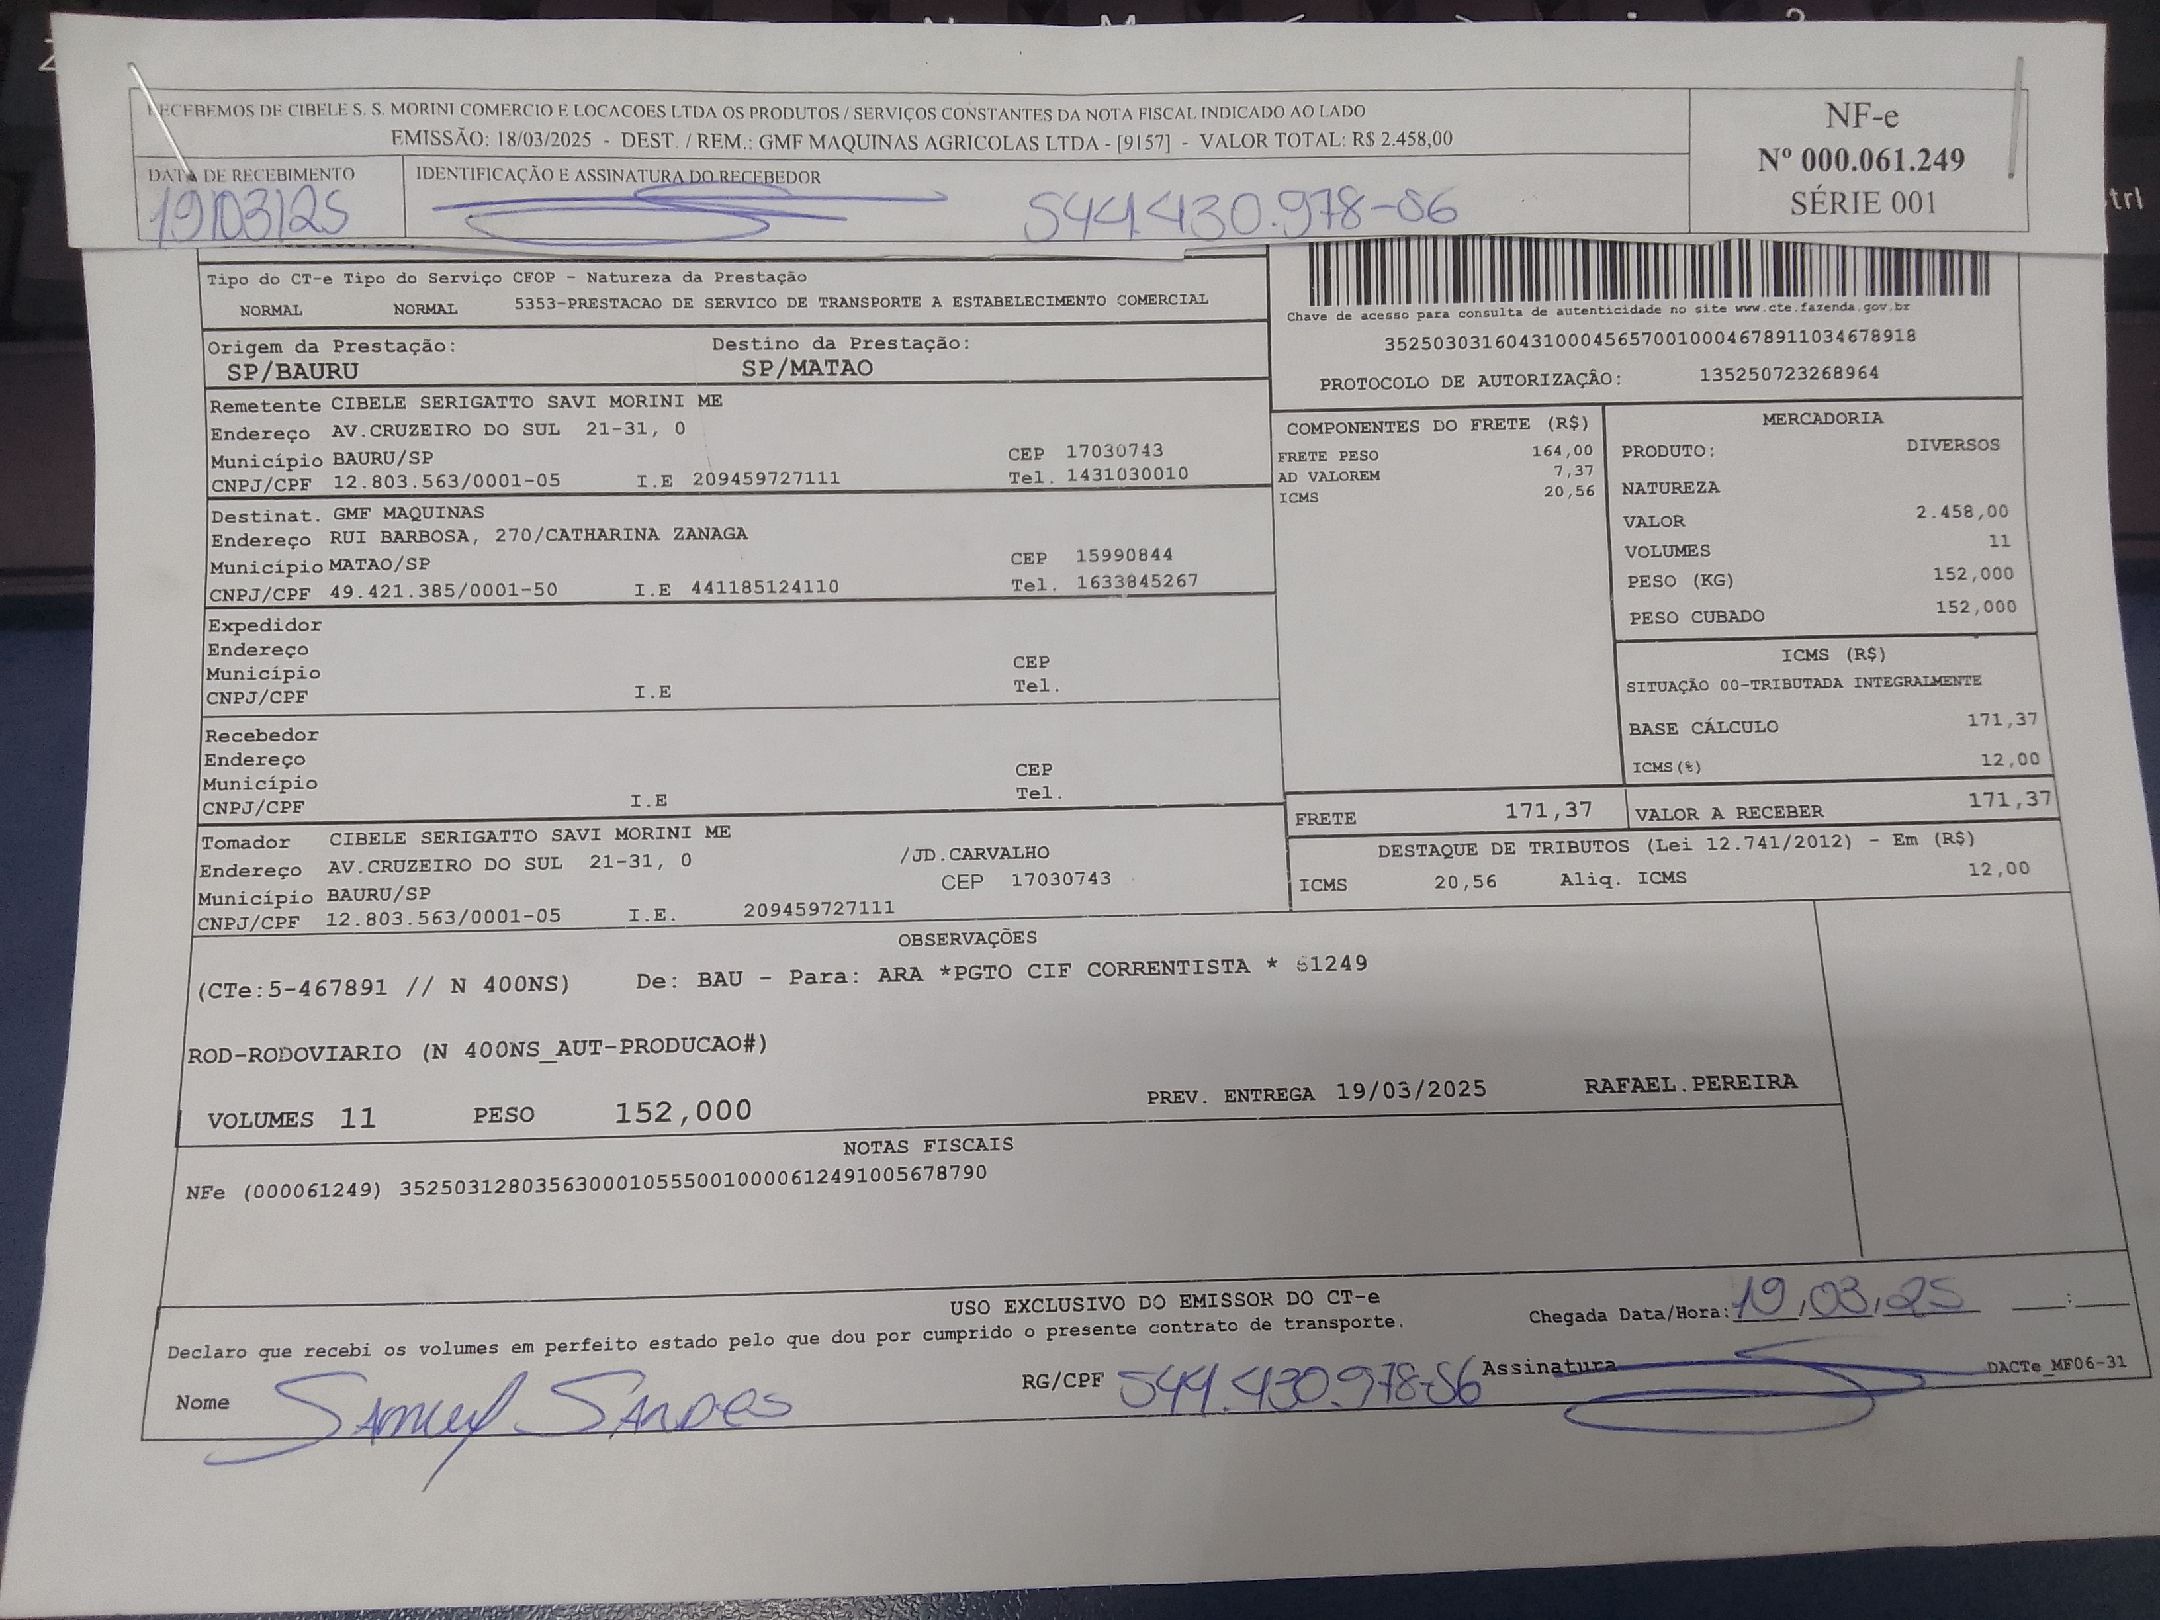 RECEBEMOS DE CIBELE S. S. MORINI COMERCIO E LOCACOES LTDA OS PRODUTOS / SERVIÇOS CONSTANTES DA NOTA FISCAL INDICADO AO LADO
EMISSÃO: 18/03/2025 - DEST. / REM.: GMF MAQUINAS AGRICOLAS LTDA - [9157] - VALOR TOTAL: R$ 2.458,00
NF-e
Nº 000.061.249
SÉRIE 001
DATA DE RECEBIMENTO
19/03/25
IDENTIFICAÇÃO E ASSINATURA DO RECEBEDOR
544.430.978-06
Tipo do CT-e Tipo do Serviço CFOP - Natureza da Prestação
NORMAL NORMAL 5353-PRESTACAO DE SERVICO DE TRANSPORTE A ESTABELECIMENTO COMERCIAL
Chave de acesso para consulta de autenticidade no site www.cte.fazenda.gov.br
35250303160431000456570010004678911034678918
PROTOCOLO DE AUTORIZAÇÂO: 135250723268964
Origem da Prestação: Destino da Prestação:
SP/BAURU SP/MATAO
Remetente CIBELE SERIGATTO SAVI MORINI ME
Endereço AV.CRUZEIRO DO SUL 21-31, 0
Município BAURU/SP CEP 17030743
CNPJ/CPF 12.803.563/0001-05 I.E 209459727111 Tel. 1431030010
Destinat. GMF MAQUINAS
Endereço RUI BARBOSA, 270/CATHARINA ZANAGA
Município MATAO/SP CEP 15990844
CNPJ/CPF 49.421.385/0001-50 I.E 441185124110 Tel. 1633845267
Expedidor
Endereço
Município CEP
CNPJ/CPF I.E Tel.
Recebedor
Endereço
Município CEP
CNPJ/CPF I.E Tel.
Tomador CIBELE SERIGATTO SAVI MORINI ME
Endereço AV.CRUZEIRO DO SUL 21-31, 0 /JD.CARVALHO
Município BAURU/SP CEP 17030743
CNPJ/CPF 12.803.563/0001-05 I.E. 209459727111
COMPONENTES DO FRETE (R$)
FRETE PESO 164,00
AD VALOREM 7,37
ICMS 20,56
MERCADORIA
PRODUTO: DIVERSOS
NATUREZA
VALOR 2.458,00
VOLUMES 11
PESO (KG) 152,000
PESO CUBADO 152,000
ICMS (R$)
SITUAÇÃO 00-TRIBUTADA INTEGRALMENTE
BASE CÁLCULO 171,37
ICMS(%) 12,00
FRETE 171,37 VALOR A RECEBER 171,37
DESTAQUE DE TRIBUTOS (Lei 12.741/2012) - Em (R$)
ICMS 20,56 Aliq. ICMS 12,00
OBSERVAÇÕES
(CTe:5-467891 // N 400NS) De: BAU - Para: ARA *PGTO CIF CORRENTISTA * 61249
ROD-RODOVIARIO (N 400NS_AUT-PRODUCAO#)
VOLUMES 11 PESO 152,000 PREV. ENTREGA 19/03/2025 RAFAEL.PEREIRA
NOTAS FISCAIS
NFe (000061249) 35250312803563000105550010000612491005678790
USO EXCLUSIVO DO EMISSOR DO CT-e
Declaro que recebi os volumes em perfeito estado pelo que dou por cumprido o presente contrato de transporte.
Chegada Data/Hora: 19,03,25 __:__
Nome Samuel Sandes RG/CPF 544.430.978-06 Assinatura DACTe_MF06-31